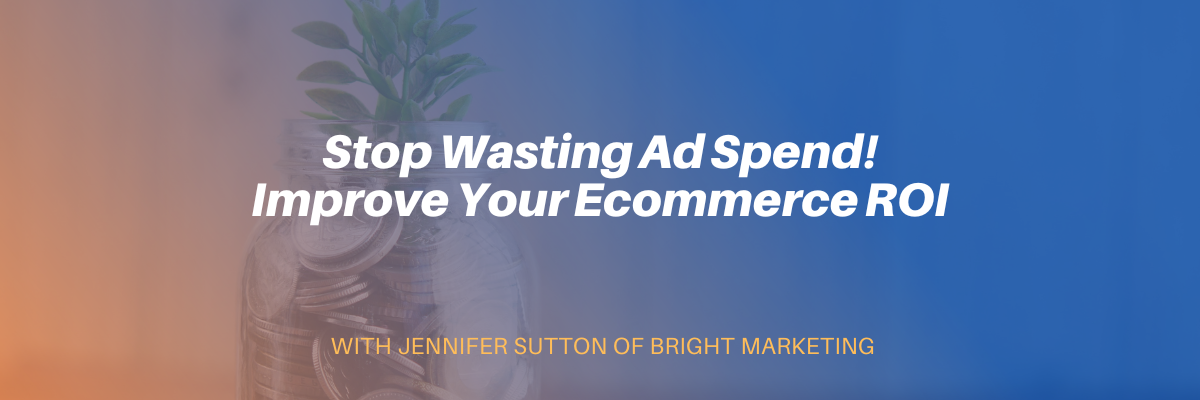 Stop Wasting Ad Spend!
Improve Your Ecommerce ROI
WITH JENNIFER SUTTON OF BRIGHT MARKETING